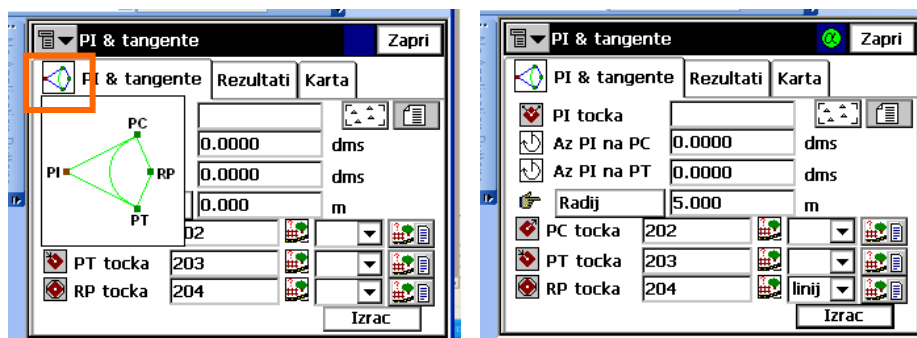 PI & tangente Zapri
PI & tangente Rezultati Karta
PC
0.0000 dms
PI RP
0.0000 dms
0.000 m
PT
02
PT tocka 203
RP tocka 204
Izrac
PI & tangente α Zapri
PI & tangente Rezultati Karta
PI tocka
Az PI na PC 0.0000 dms
Az PI na PT 0.0000 dms
Radij 5.000 m
PC tocka 202
PT tocka 203
RP tocka 204 linij
Izrac